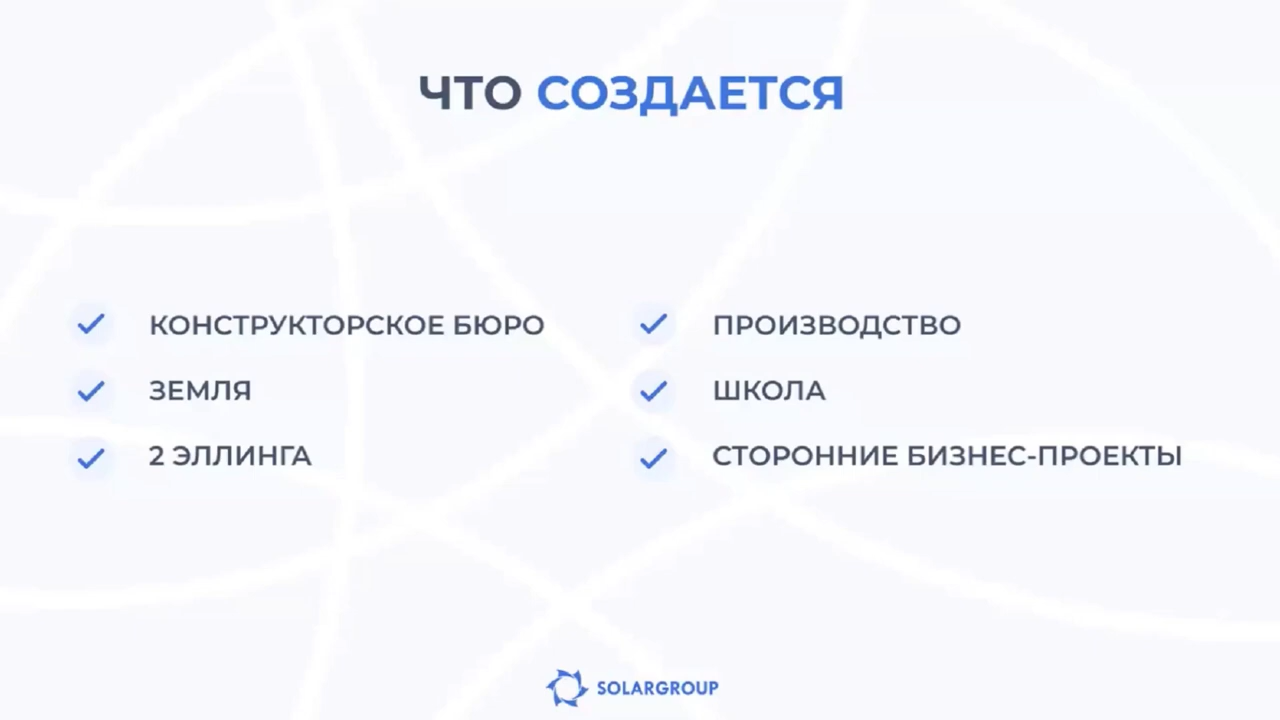 ЧТО СОЗДАЕТСЯ
КОНСТРУКТОРСКОЕ БЮРО
ЗЕМЛЯ
2 ЭЛЛИНГА
ПРОИЗВОДСТВО
ШКОЛА
СТОРОННИЕ БИЗНЕС-ПРОЕКТЫ
SOLARGROUP